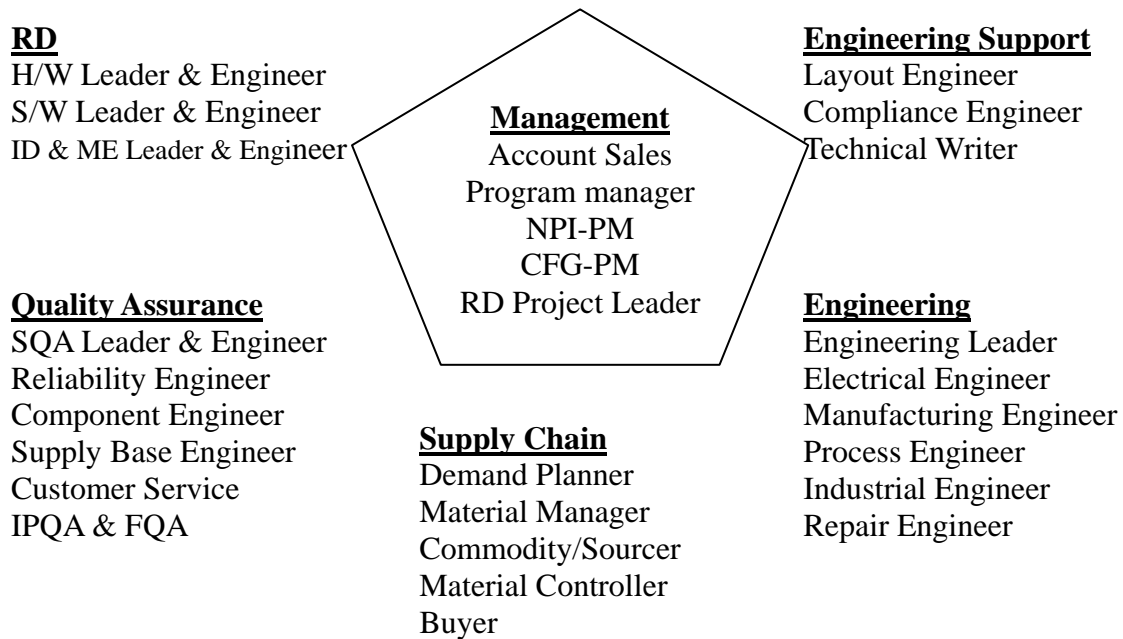 RD
H/W Leader & Engineer
S/W Leader & Engineer
ID & ME Leader & Engineer
Management
Account Sales
Program manager
NPI-PM
CFG-PM
RD Project Leader
Engineering Support
Layout Engineer
Compliance Engineer
Technical Writer
Quality Assurance
SQA Leader & Engineer
Reliability Engineer
Component Engineer
Supply Base Engineer
Customer Service
IPQA & FQA
Supply Chain
Demand Planner
Material Manager
Commodity/Sourcer
Material Controller
Buyer
Engineering
Engineering Leader
Electrical Engineer
Manufacturing Engineer
Process Engineer
Industrial Engineer
Repair Engineer